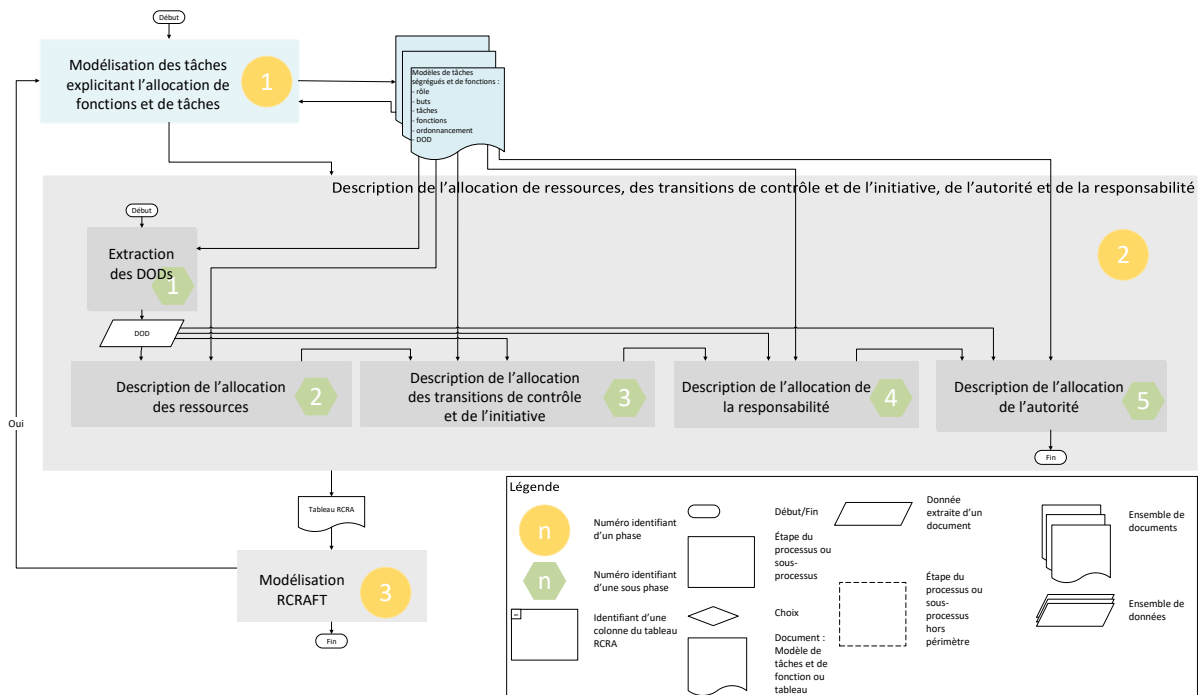 Début
Modélisation des tâches
explicitant l'allocation de
fonctions et de tâches
1
Modèles de tâches
ségrégués et de fonctions :
- rôle
- buts
- tâches
- fonctions
- ordonnancement
- DOD
Description de l'allocation de ressources, des transitions de contrôle et de l'initiative, de l'autorité et de la responsabilité
Début
2
Extraction
des DODs
1
DOD
Description de l'allocation
des ressources
2
Description de l'allocation
des transitions de contrôle
et de l'initiative
3
Description de l'allocation de
la responsabilité
4
Description de l'allocation
de l'autorité
5
Oui
Fin
Tableau RCRA
Modélisation
RCRAFT
3
Fin
Légende
n
Numéro identifiant
d'un phase
n
Numéro identifiant
d'une sous phase
Identifiant d'une
colonne du tableau
RCRA
Début/Fin
Étape du
processus ou
sous-
processus
Choix
Document :
Modèle de
tâches et de
fonction ou
tableau
Donnée
extraite d'un
document
Étape du
processus ou
sous-
processus
hors
périmètre
Ensemble de
documents
Ensemble de
données